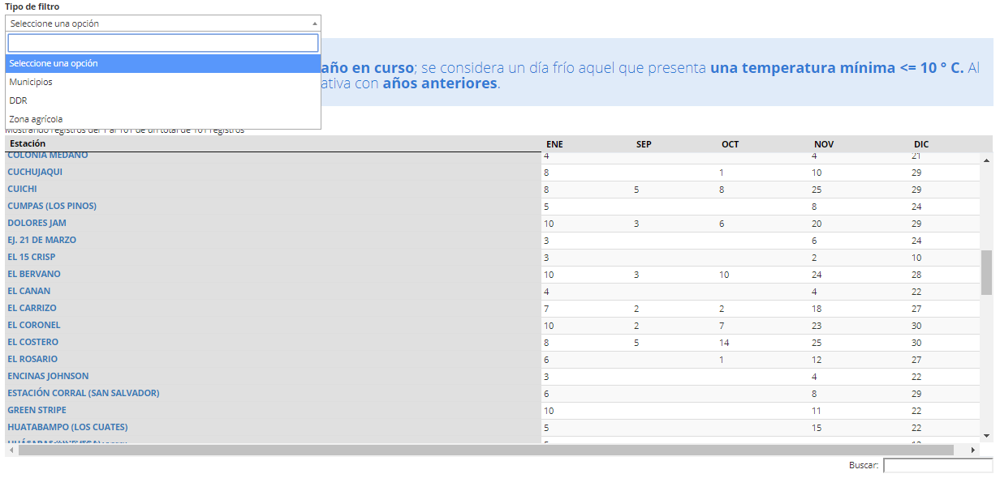 Tipo de filtro
Seleccione una opción
Seleccione una opción
Municipios
DDR
Zona agrícola
año en curso; se considera un día frío aquel que presenta una temperatura mínima <= 10 ° C. Al
ativa con años anteriores.
Mostrando registros del 1 al 101 de un total de 101 registros
Estación ENE SEP OCT NOV DIC
COLONIA MEDANO 4 4 21
CUCHUJAQUI 8 1 10 29
CUICHI 8 5 8 25 29
CUMPAS (LOS PINOS) 5 8 24
DOLORES JAM 10 3 6 20 29
EJ. 21 DE MARZO 3 6 24
EL 15 CRISP 3 2 10
EL BERVANO 10 3 10 24 28
EL CANAN 4 4 22
EL CARRIZO 7 2 2 18 27
EL CORONEL 10 2 7 23 30
EL COSTERO 8 5 14 25 30
EL ROSARIO 6 1 12 27
ENCINAS JOHNSON 3 4 22
ESTACIÓN CORRAL (SAN SALVADOR) 6 8 29
GREEN STRIPE 10 11 22
HUATABAMPO (LOS CUATES) 5 15 22
Buscar: